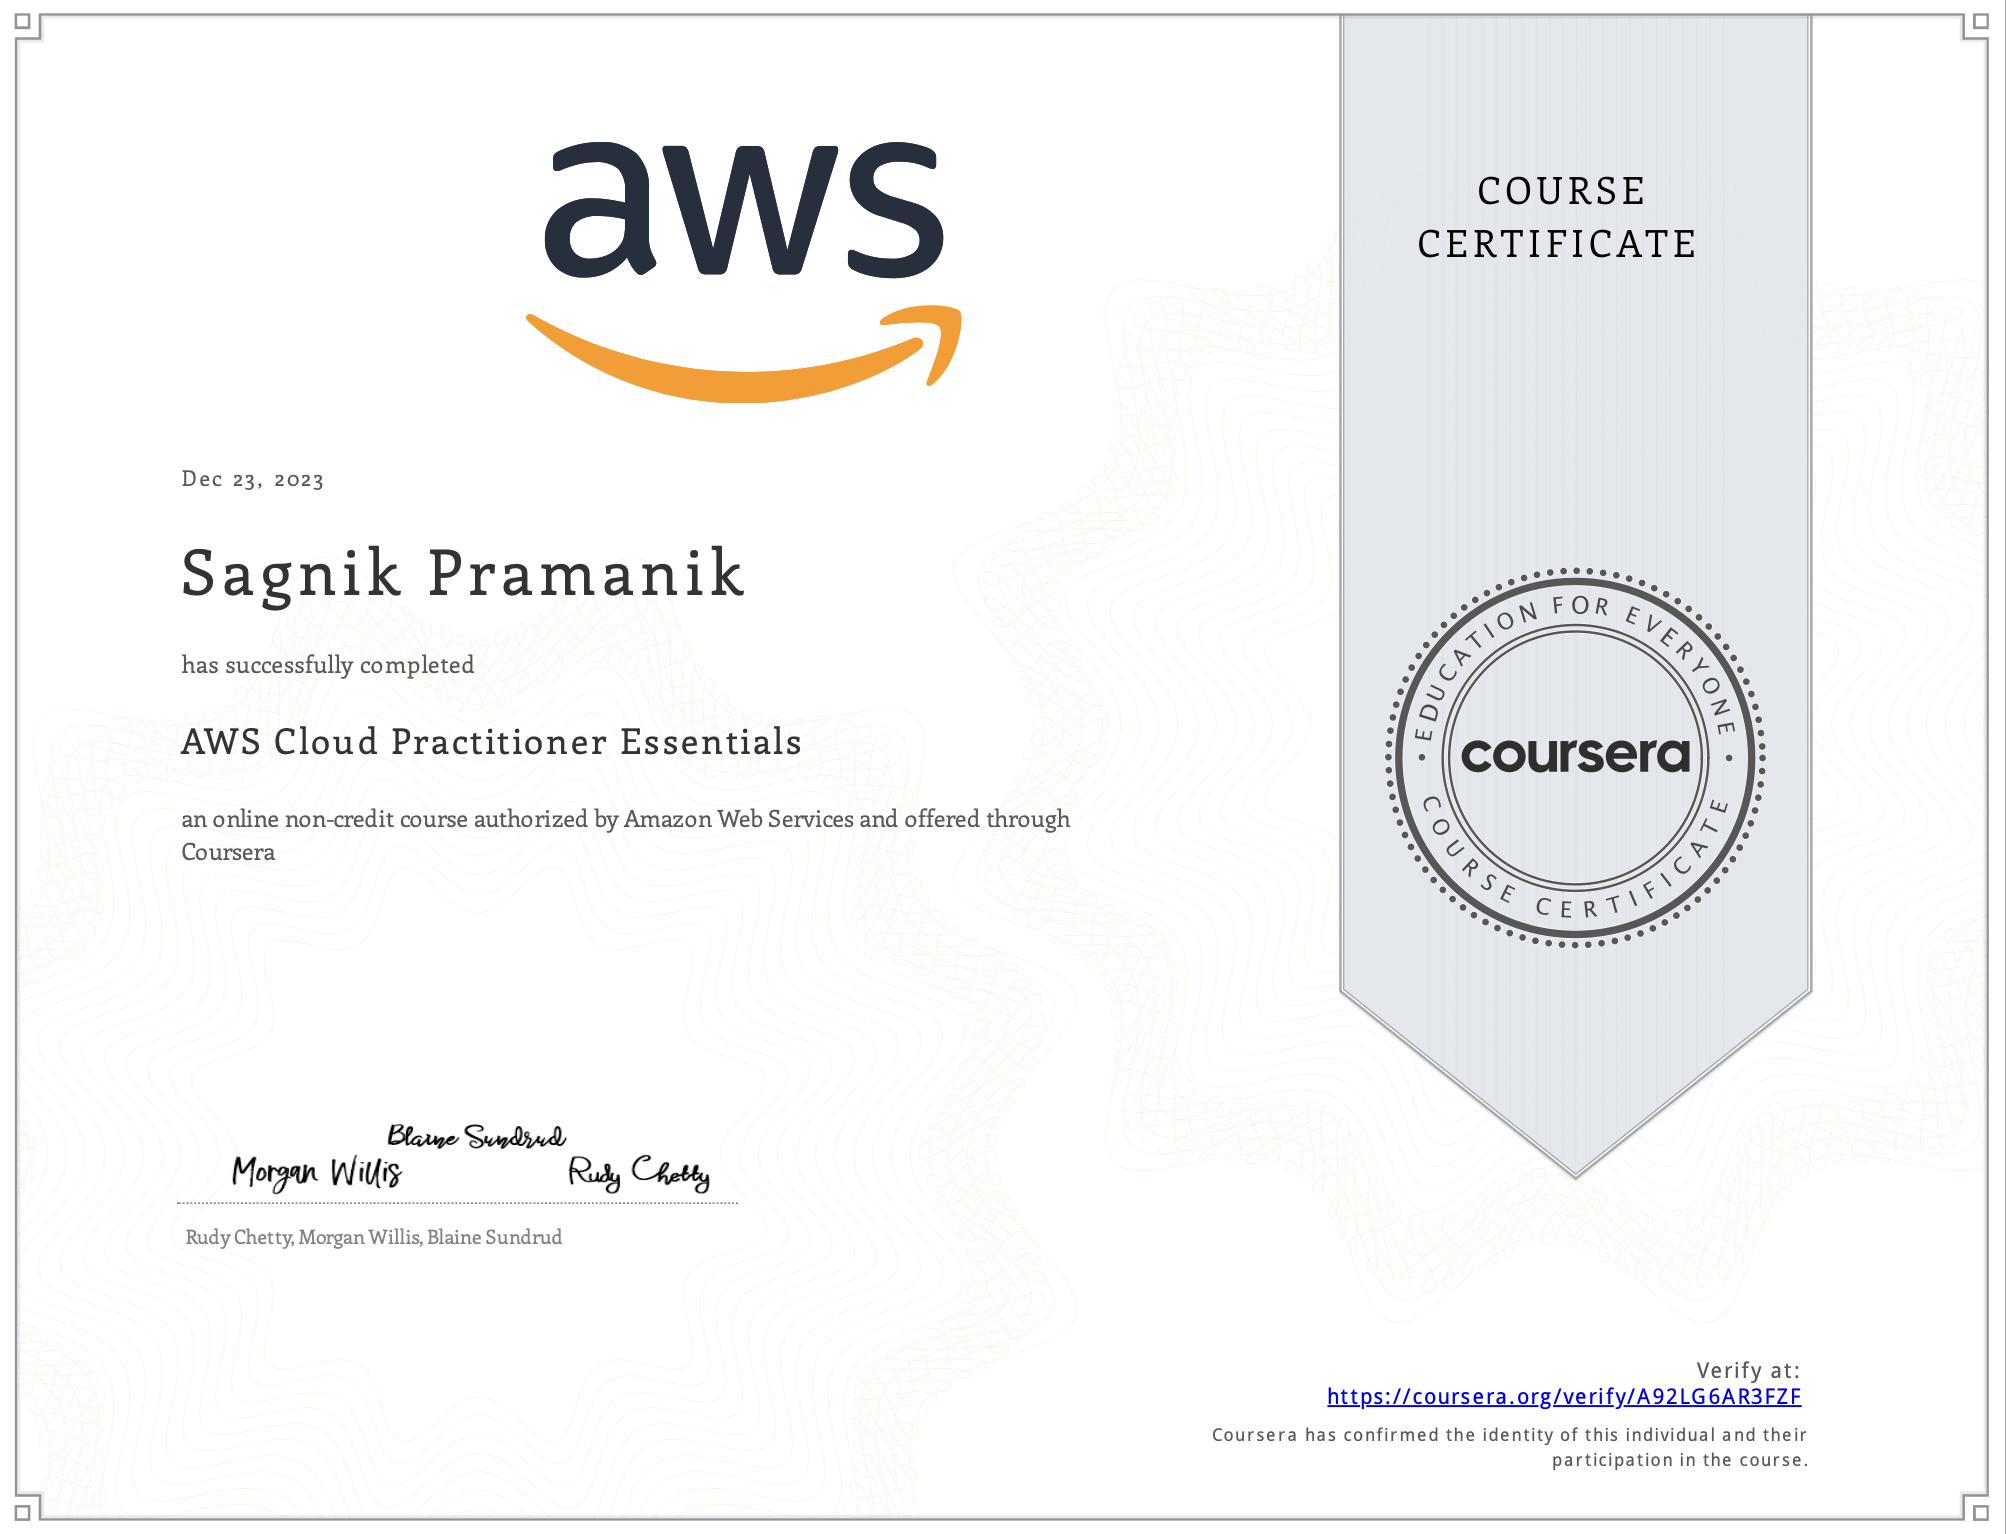 aws
COURSE
CERTIFICATE
Dec 23, 2023
Sagnik Pramanik
has successfully completed
AWS Cloud Practitioner Essentials
an online non-credit course authorized by Amazon Web Services and offered through
Coursera
EDUCATION FOR EVERYONE
coursera
COURSE CERTIFICATE
Blaine Sundrud
Morgan Willis
Rudy Chetty
Rudy Chetty, Morgan Willis, Blaine Sundrud
Verify at:
https://coursera.org/verify/A92LG6AR3FZF
Coursera has confirmed the identity of this individual and their
participation in the course.